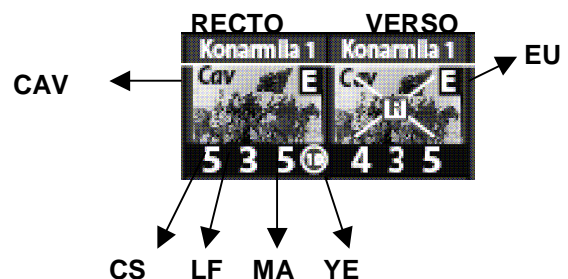 RECTO VERSO
Konarmiia 1 Konarmiia 1
EU
CAV
Cav E Cav E
H
5 3 5 4 3 5
CS LF MA YE